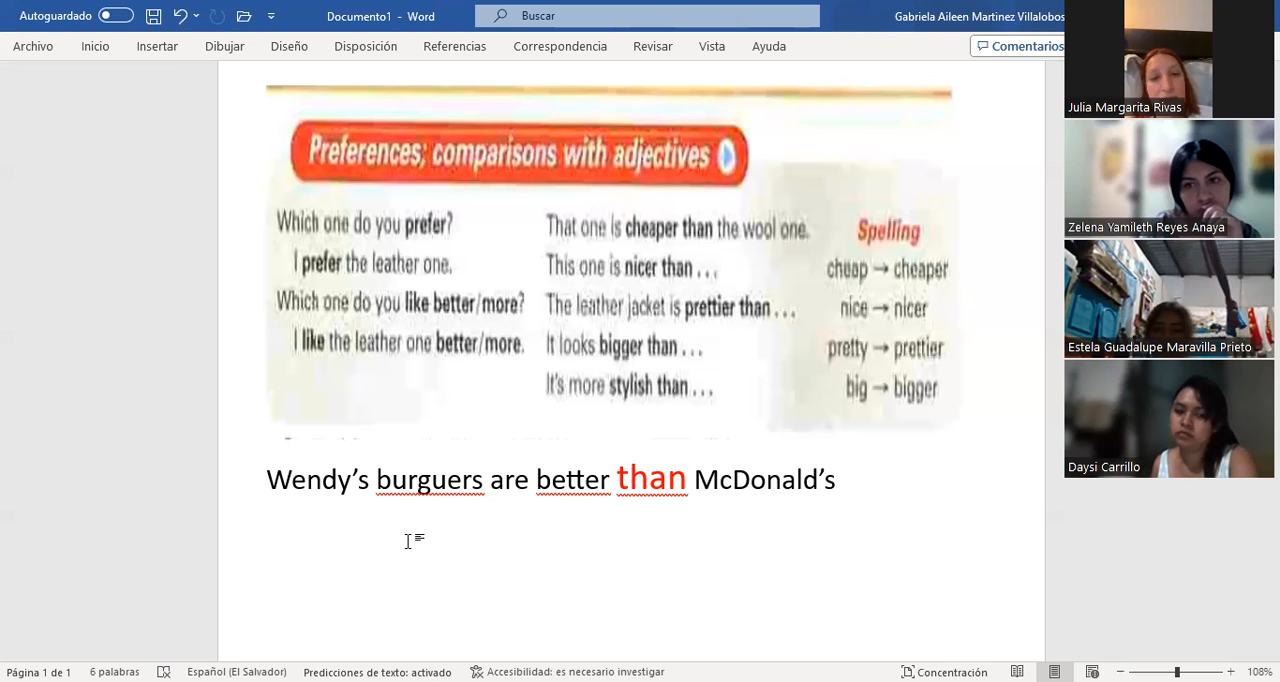 Autoguardado
Documento1 - Word
Buscar
Gabriela Aileen Martinez Villalobos
Archivo Inicio Insertar Dibujar Diseño Disposición Referencias Correspondencia Revisar Vista Ayuda
Comentarios
Preferences; comparisons with adjectives
Which one do you prefer?
I prefer the leather one.
Which one do you like better/more?
I like the leather one better/more.
That one is cheaper than the wool one.
This one is nicer than . . .
The leather jacket is prettier than . . .
It looks bigger than . . .
It's more stylish than . . .
Spelling
cheap → cheaper
nice → nicer
pretty → prettier
big → bigger
Wendy's burguers are better than McDonald's
Julia Margarita Rivas
Zelena Yamileth Reyes Anaya
Estela Guadalupe Maravilla Prieto
Daysi Carrillo
Página 1 de 1 6 palabras Español (El Salvador) Predicciones de texto: activado Accesibilidad: es necesario investigar Concentración 108%